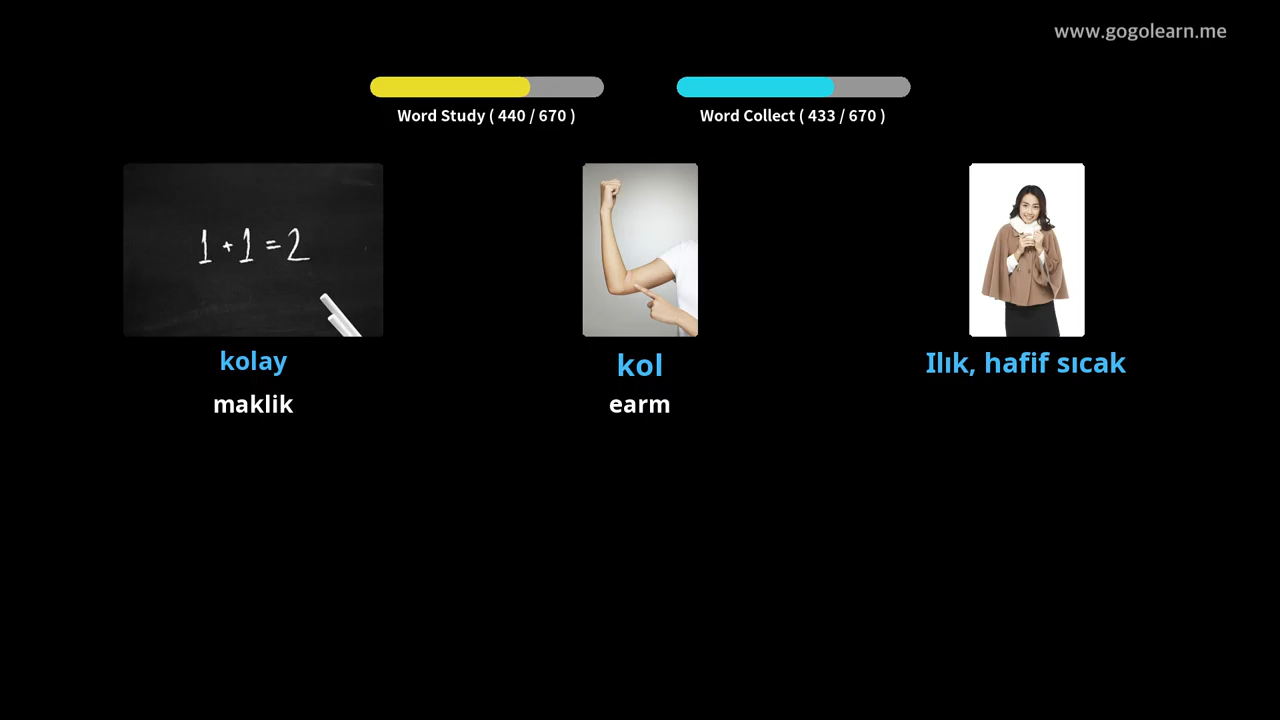 www.gogolearn.me
Word Study ( 440 / 670 )
Word Collect ( 433 / 670 )
1 + 1 = 2
kolay
maklik
kol
earm
Ilık, hafif sıcak